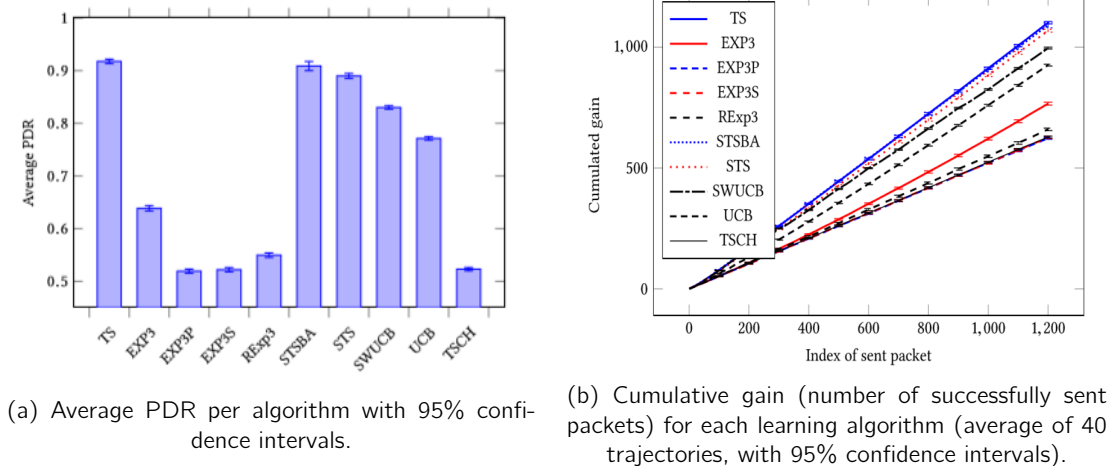 1
0.9
0.8
0.7
0.6
0.5
Average PDR
TS
EXP3
EXP3P
EXP3S
RExp3
STSBA
STS
SWUCB
UCB
TSCH
(a) Average PDR per algorithm with 95% confi-
dence intervals.
TS
EXP3
EXP3P
EXP3S
RExp3
STSBA
STS
SWUCB
UCB
TSCH
1,000
500
0
Cumulated gain
0
200
400
600
800
1,000
1,200
Index of sent packet
(b) Cumulative gain (number of successfully sent
packets) for each learning algorithm (average of 40
trajectories, with 95% confidence intervals).